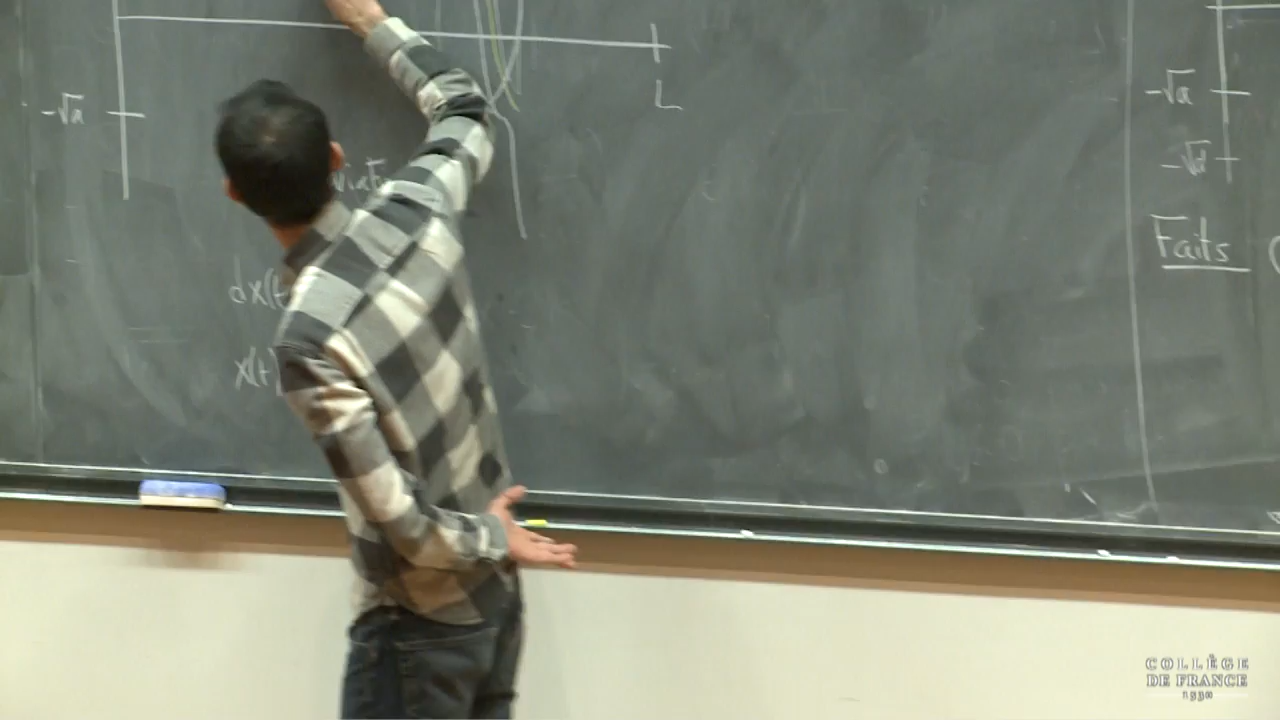 -√a
L
dX(t
X(t)
-√a
-√a
Faits
COLLÈGE
DE FRANCE
1530